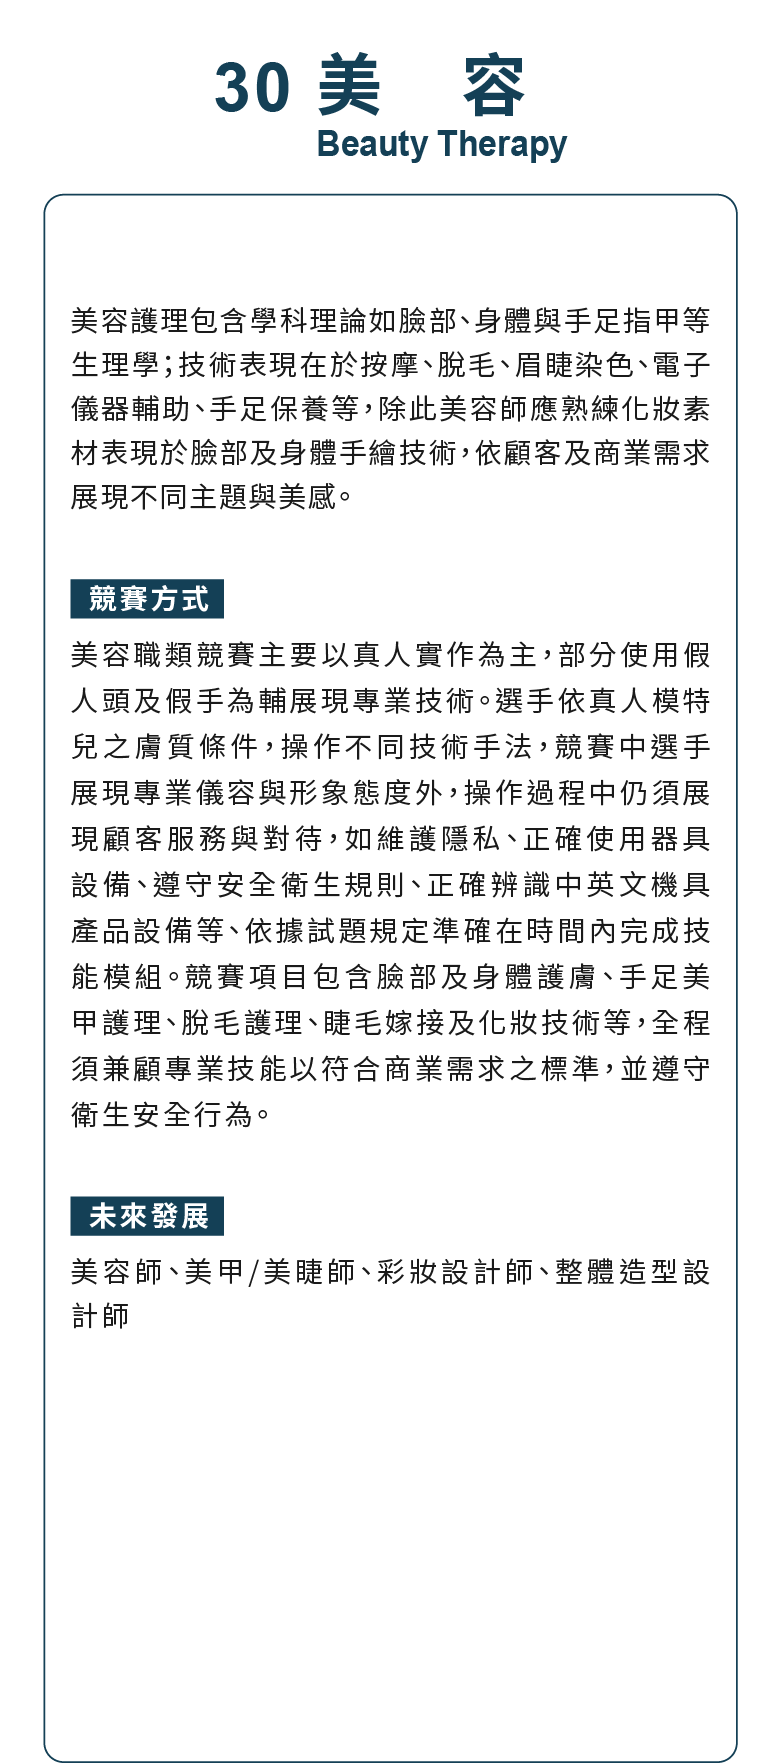 30 美 容
Beauty Therapy
美容護理包含學科理論如臉部、身體與手足指甲等
生理學；技術表現在於按摩、脫毛、眉睫染色、電子
儀器輔助、手足保養等，除此美容師應熟練化妝素
材表現於臉部及身體手繪技術，依顧客及商業需求
展現不同主題與美感。
競賽方式
美容職類競賽主要以真人實作為主，部分使用假
人頭及假手為輔展現專業技術。選手依真人模特
兒之膚質條件，操作不同技術手法，競賽中選手
展現專業儀容與形象態度外，操作過程中仍須展
現顧客服務與對待，如維護隱私、正確使用器具
設備、遵守安全衛生規則、正確辨識中英文機具
產品設備等、依據試題規定準確在時間內完成技
能模組。競賽項目包含臉部及身體護膚、手足美
甲護理、脫毛護理、睫毛嫁接及化妝技術等，全程
須兼顧專業技能以符合商業需求之標準，並遵守
衛生安全行為。
未來發展
美容師、美甲/美睫師、彩妝設計師、整體造型設
計師